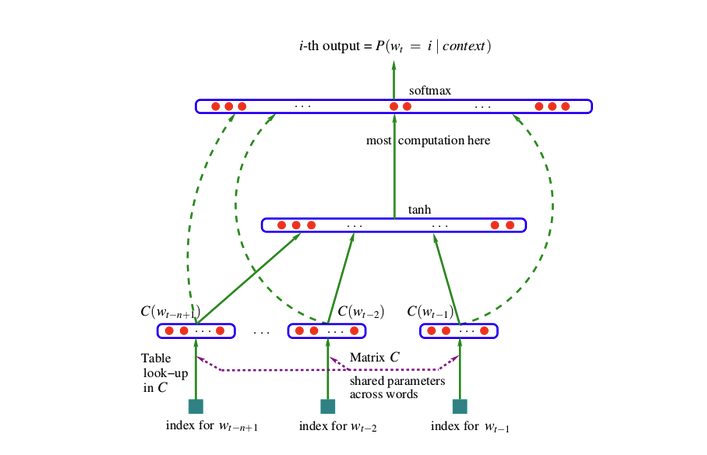 i-th output = P(w_t = i | context)
softmax
. . .
. . .
most computation here
tanh
. . .
. . .
C(w_{t−n+1})
C(w_{t−2})
C(w_{t−1})
. . .
. . .
. . .
. . .
Table
look−up
in C
Matrix C
shared parameters
across words
index for w_{t−n+1}
index for w_{t−2}
index for w_{t−1}